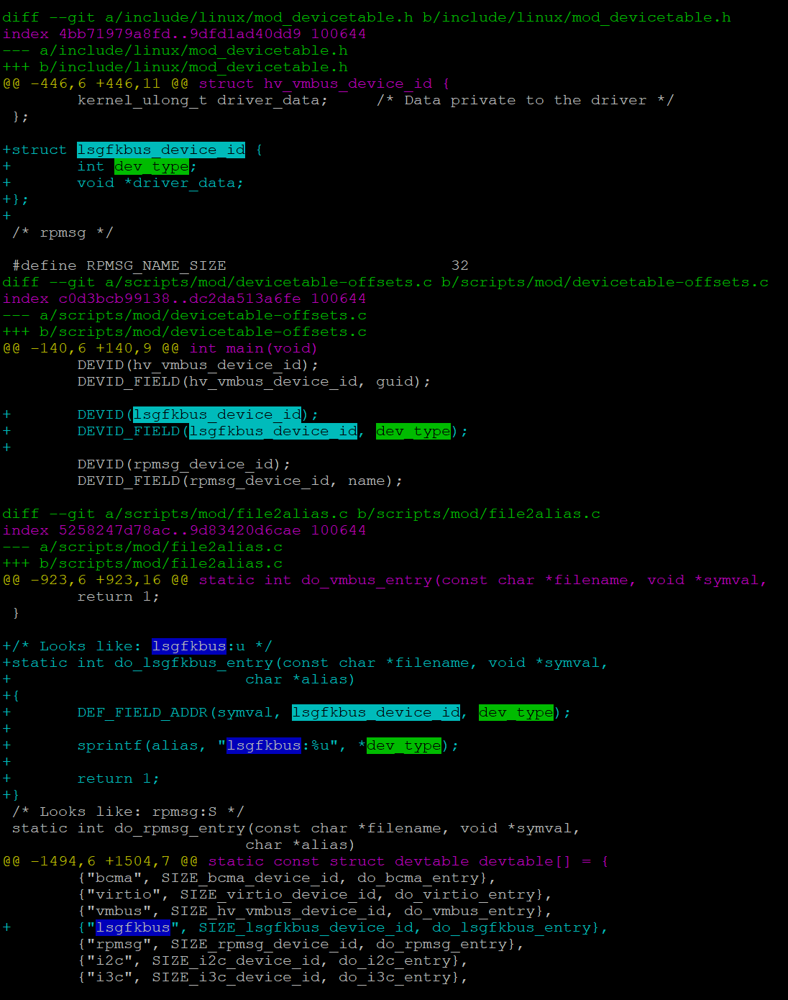 diff --git a/include/linux/mod_devicetable.h b/include/linux/mod_devicetable.h
index 4bb71979a8fd..9dfd1ad40dd9 100644
--- a/include/linux/mod_devicetable.h
+++ b/include/linux/mod_devicetable.h
@@ -446,6 +446,11 @@ struct hv_vmbus_device_id {
        kernel_ulong_t driver_data;     /* Data private to the driver */
 };

+struct lsgfkbus_device_id {
+       int dev_type;
+       void *driver_data;
+};
+
 /* rpmsg */

 #define RPMSG_NAME_SIZE                        32
diff --git a/scripts/mod/devicetable-offsets.c b/scripts/mod/devicetable-offsets.c
index c0d3bcb99138..dc2da513a6fe 100644
--- a/scripts/mod/devicetable-offsets.c
+++ b/scripts/mod/devicetable-offsets.c
@@ -140,6 +140,9 @@ int main(void)
        DEVID(hv_vmbus_device_id);
        DEVID_FIELD(hv_vmbus_device_id, guid);

+       DEVID(lsgfkbus_device_id);
+       DEVID_FIELD(lsgfkbus_device_id, dev_type);
+
        DEVID(rpmsg_device_id);
        DEVID_FIELD(rpmsg_device_id, name);

diff --git a/scripts/mod/file2alias.c b/scripts/mod/file2alias.c
index 5258247d78ac..9d83420d6cae 100644
--- a/scripts/mod/file2alias.c
+++ b/scripts/mod/file2alias.c
@@ -923,6 +923,16 @@ static int do_vmbus_entry(const char *filename, void *symval,
        return 1;
 }

+/* Looks like: lsgfkbus:u */
+static int do_lsgfkbus_entry(const char *filename, void *symval,
+                         char *alias)
+{
+       DEF_FIELD_ADDR(symval, lsgfkbus_device_id, dev_type);
+
+       sprintf(alias, "lsgfkbus:%u", *dev_type);
+
+       return 1;
+}
 /* Looks like: rpmsg:S */
 static int do_rpmsg_entry(const char *filename, void *symval,
                          char *alias)
@@ -1494,6 +1504,7 @@ static const struct devtable devtable[] = {
        {"bcma", SIZE_bcma_device_id, do_bcma_entry},
        {"virtio", SIZE_virtio_device_id, do_virtio_entry},
        {"vmbus", SIZE_hv_vmbus_device_id, do_vmbus_entry},
+       {"lsgfkbus", SIZE_lsgfkbus_device_id, do_lsgfkbus_entry},
        {"rpmsg", SIZE_rpmsg_device_id, do_rpmsg_entry},
        {"i2c", SIZE_i2c_device_id, do_i2c_entry},
        {"i3c", SIZE_i3c_device_id, do_i3c_entry},